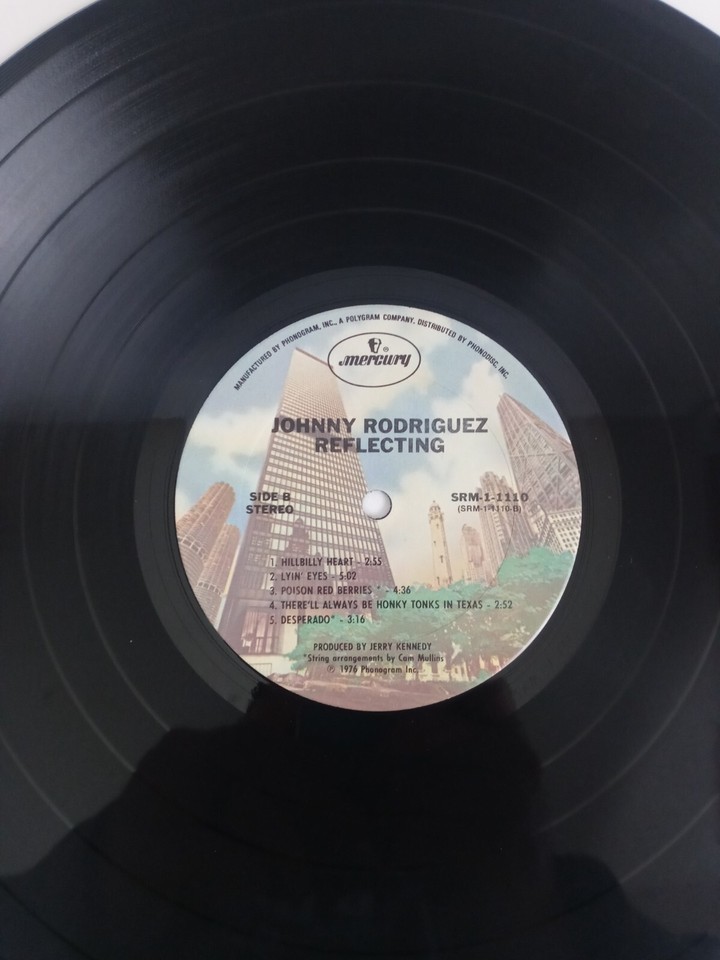 MANUFACTURED BY PHONOGRAM, INC., A POLYGRAM COMPANY. DISTRIBUTED BY PHONODISC, INC.
® mercury
JOHNNY RODRIGUEZ
REFLECTING
SIDE B SRM-1-1110
STEREO (SRM-1-1110-B)
1. HILLBILLY HEART - 2:55
2. LYIN' EYES - 5:02
3. POISON RED BERRIES * - 4:36
4. THERE'LL ALWAYS BE HONKY TONKS IN TEXAS - 2:52
5. DESPERADO* - 3:16
PRODUCED BY JERRY KENNEDY
*String arrangements by Cam Mullins
℗ 1976 Phonogram Inc.